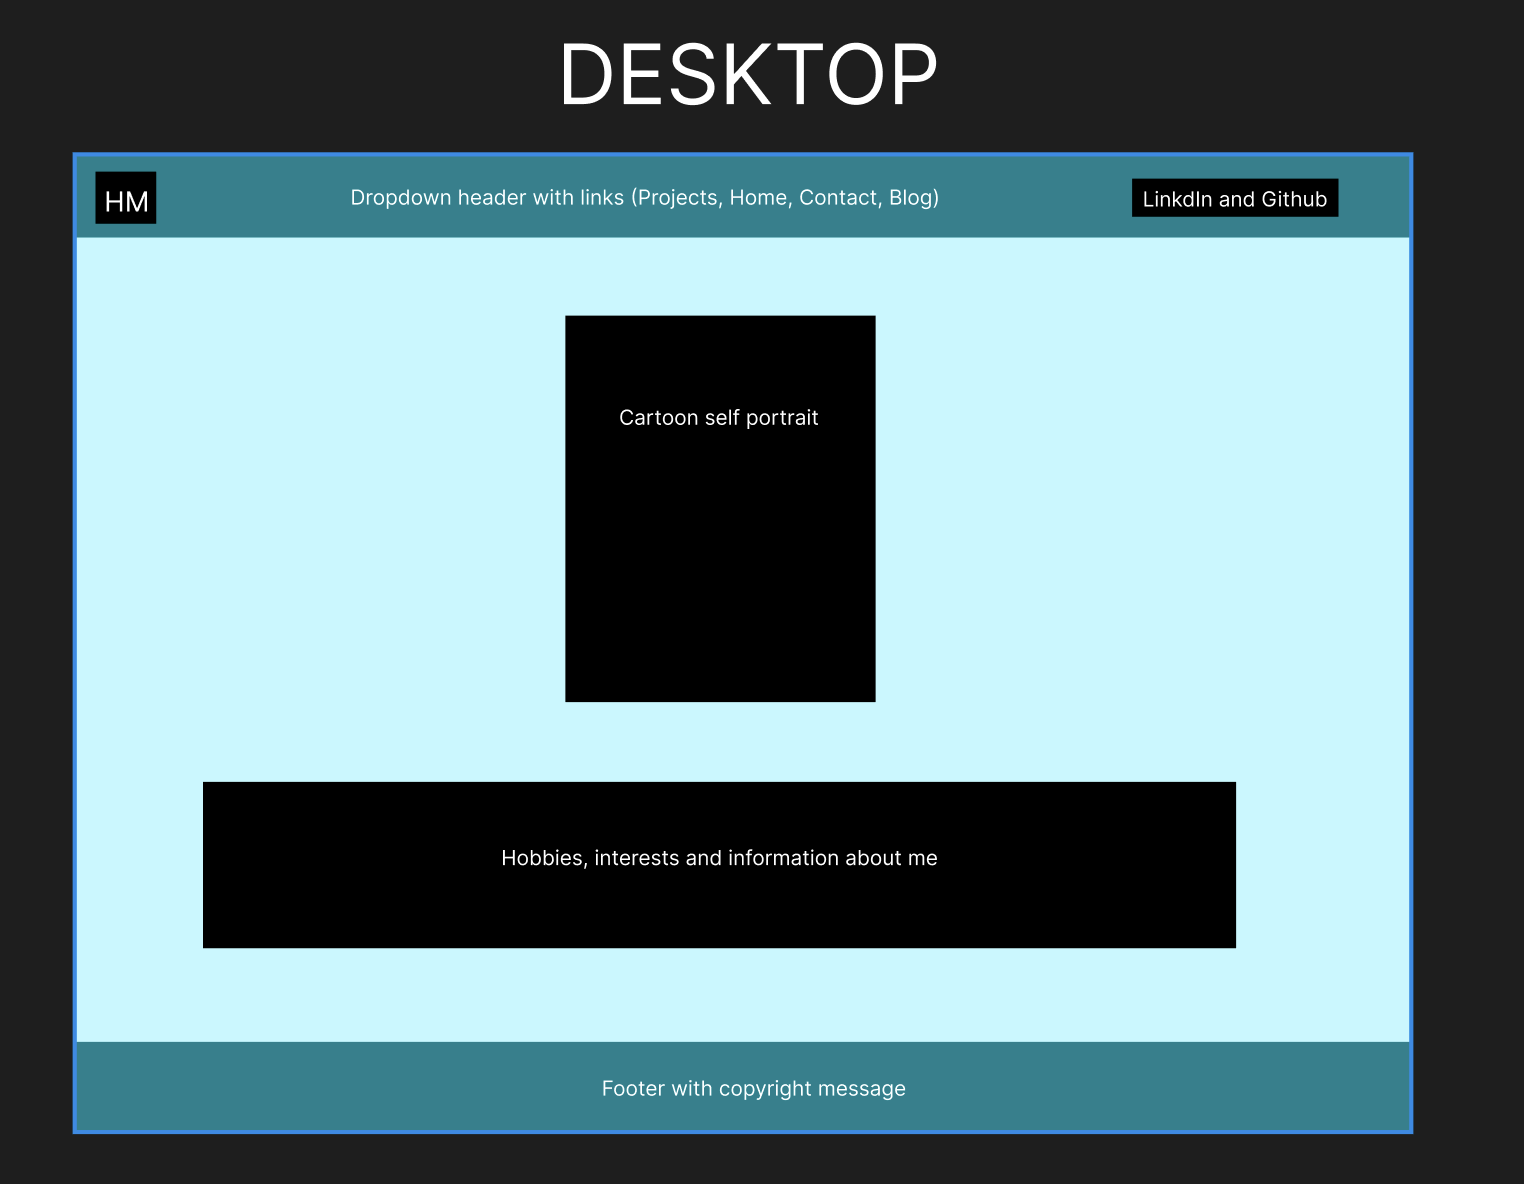 DESKTOP
HM
Dropdown header with links (Projects, Home, Contact, Blog)
LinkdIn and Github
Cartoon self portrait
Hobbies, interests and information about me
Footer with copyright message